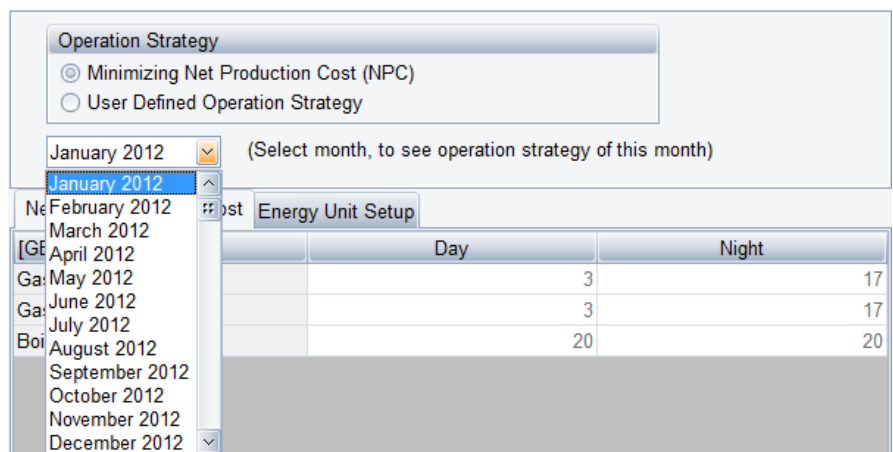 Operation Strategy
Minimizing Net Production Cost (NPC)
User Defined Operation Strategy
January 2012 (Select month, to see operation strategy of this month)
January 2012
February 2012
March 2012
April 2012
May 2012
June 2012
July 2012
August 2012
September 2012
October 2012
November 2012
December 2012
Energy Unit Setup
Day Night
3 17
3 17
20 20